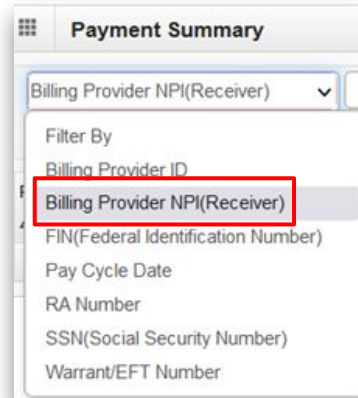 Payment Summary
Billing Provider NPI(Receiver)
Filter By
Billing Provider ID
Billing Provider NPI(Receiver)
FIN(Federal Identification Number)
Pay Cycle Date
RA Number
SSN(Social Security Number)
Warrant/EFT Number